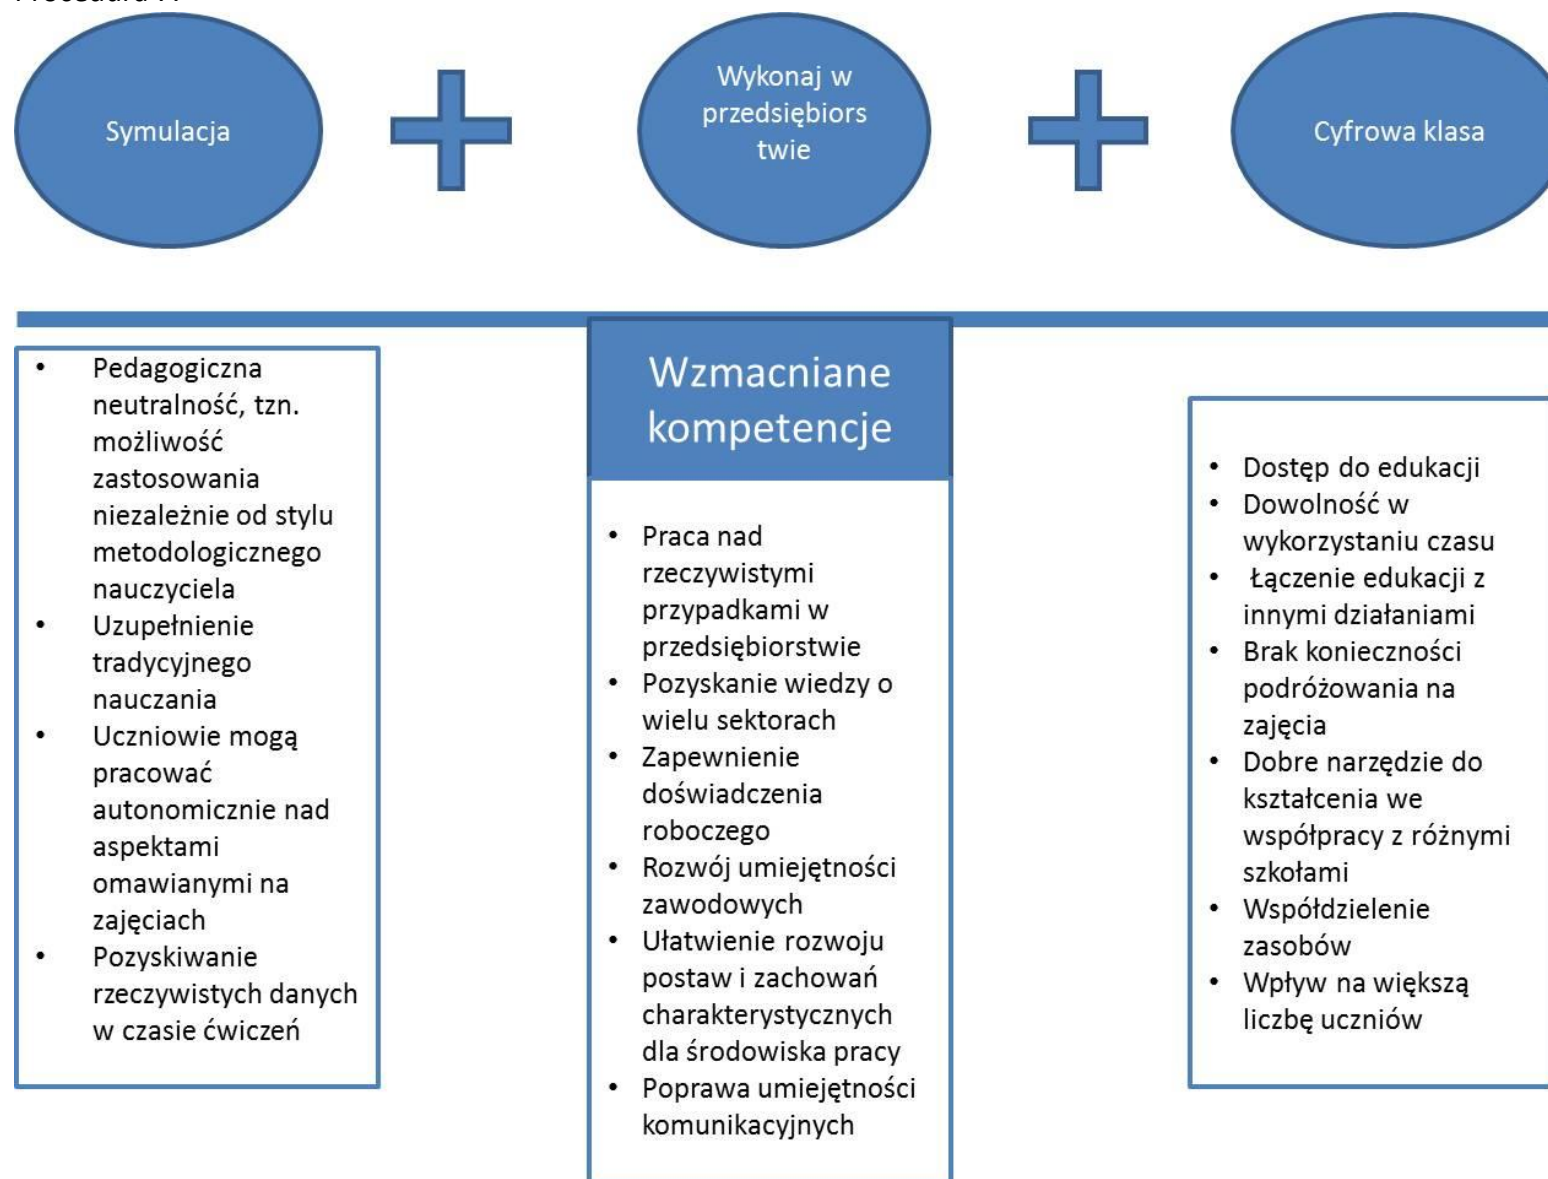 Symulacja
Wykonaj w
przedsiębiors
twie
Cyfrowa klasa
• Pedagogiczna
neutralność, tzn.
możliwość
zastosowania
niezależnie od stylu
metodologicznego
nauczyciela
• Uzupełnienie
tradycyjnego
nauczania
• Uczniowie mogą
pracować
autonomicznie nad
aspektami
omawianymi na
zajęciach
• Pozyskiwanie
rzeczywistych danych
w czasie ćwiczeń
Wzmacniane
kompetencje
• Praca nad
rzeczywistymi
przypadkami w
przedsiębiorstwie
• Pozyskanie wiedzy o
wielu sektorach
• Zapewnienie
doświadczenia
roboczego
• Rozwój umiejętności
zawodowych
• Ułatwienie rozwoju
postaw i zachowań
charakterystycznych
dla środowiska pracy
• Poprawa umiejętności
komunikacyjnych
• Dostęp do edukacji
• Dowolność w
wykorzystaniu czasu
• Łączenie edukacji z
innymi działaniami
• Brak konieczności
podróżowania na
zajęcia
• Dobre narzędzie do
kształcenia we
współpracy z różnymi
szkołami
• Współdzielenie
zasobów
• Wpływ na większą
liczbę uczniów